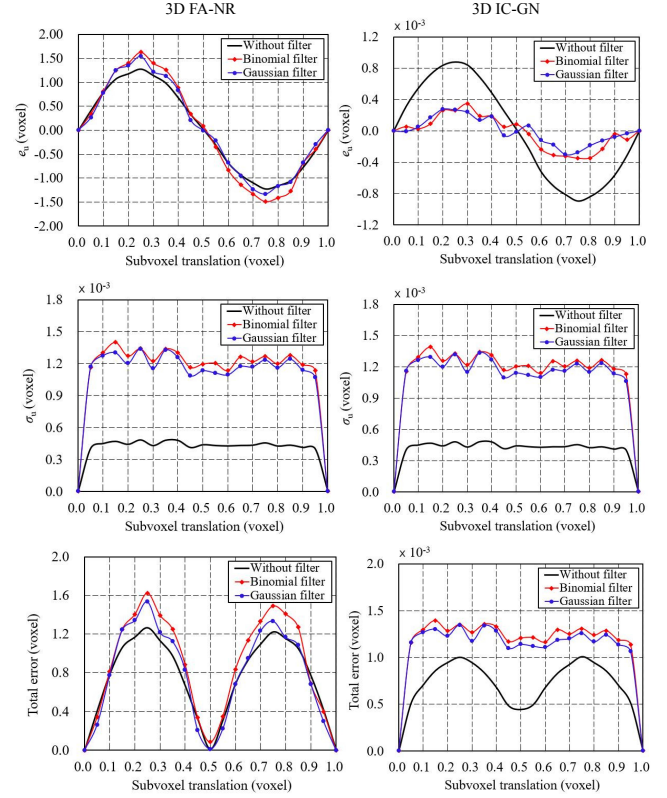 3D FA-NR
3D IC-GN
e_u (voxel)
2.00
1.50
1.00
0.50
0.00
-0.50
-1.00
-1.50
-2.00
Without filter
Binomial filter
Gaussian filter
0.0 0.1 0.2 0.3 0.4 0.5 0.6 0.7 0.8 0.9 1.0
Subvoxel translation (voxel)
x 10⁻³
e_u (voxel)
1.2
0.8
0.4
0.0
-0.4
-0.8
-1.2
Without filter
Binomial filter
Gaussian filter
0.0 0.1 0.2 0.3 0.4 0.5 0.6 0.7 0.8 0.9 1.0
Subvoxel translation (voxel)
x 10⁻³
σ_u (voxel)
1.8
1.5
1.2
0.9
0.6
0.3
0.0
Without filter
Binomial filter
Gaussian filter
0.0 0.1 0.2 0.3 0.4 0.5 0.6 0.7 0.8 0.9 1.0
Subvoxel translation (voxel)
x 10⁻³
σ_u (voxel)
1.8
1.5
1.2
0.9
0.6
0.3
0.0
Without filter
Binomial filter
Gaussian filter
0.0 0.1 0.2 0.3 0.4 0.5 0.6 0.7 0.8 0.9 1.0
Subvoxel translation (voxel)
Total error (voxel)
2.0
1.6
1.2
0.8
0.4
0.0
Without filter
Binomial filter
Gaussian filter
0.0 0.1 0.2 0.3 0.4 0.5 0.6 0.7 0.8 0.9 1.0
Subvoxel translation (voxel)
x 10⁻³
Total error (voxel)
2.0
1.5
1.0
0.5
0.0
Without filter
Binomial filter
Gaussian filter
0.0 0.1 0.2 0.3 0.4 0.5 0.6 0.7 0.8 0.9 1.0
Subvoxel translation (voxel)